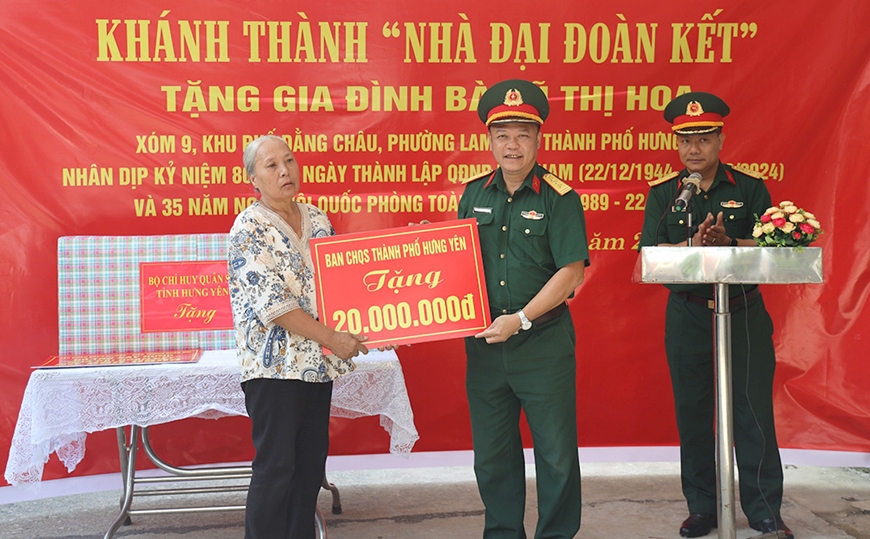 KHÁNH THÀNH “NHÀ ĐẠI ĐOÀN KẾT”
TẶNG GIA ĐÌNH BÀ THỊ HOA
XÓM 9, KHU PHỐ ĐẰNG CHÂU, PHƯỜNG LAM THÀNH PHỐ HƯNG
NHÂN DỊP KỶ NIỆM NGÀY THÀNH LẬP QĐND NAM (22/12/1944 2024)
VÀ 35 NĂM QUỐC PHÒNG TOÀN 22
BAN CHQS THÀNH PHỐ HƯNG YÊN
Tặng
20.000.000đ
BỘ CHỈ HUY QUÂN
TỈNH HƯNG YÊN
Tặng